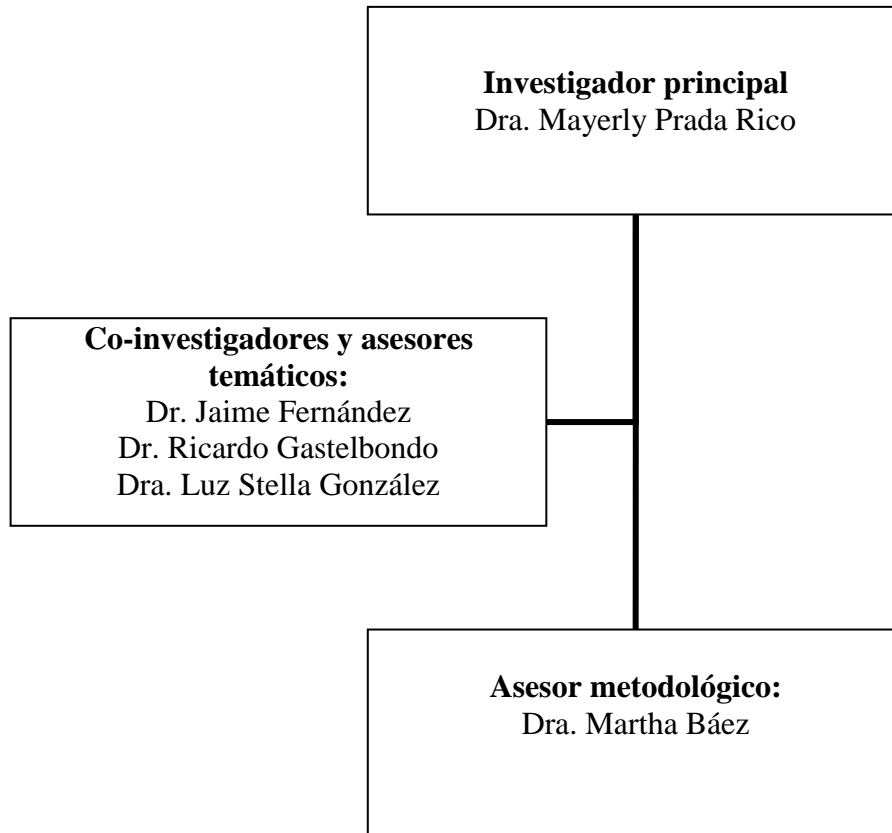 Investigador principal
Dra. Mayerly Prada Rico
Co-investigadores y asesores
temáticos:
Dr. Jaime Fernández
Dr. Ricardo Gastelbondo
Dra. Luz Stella González
Asesor metodológico:
Dra. Martha Báez